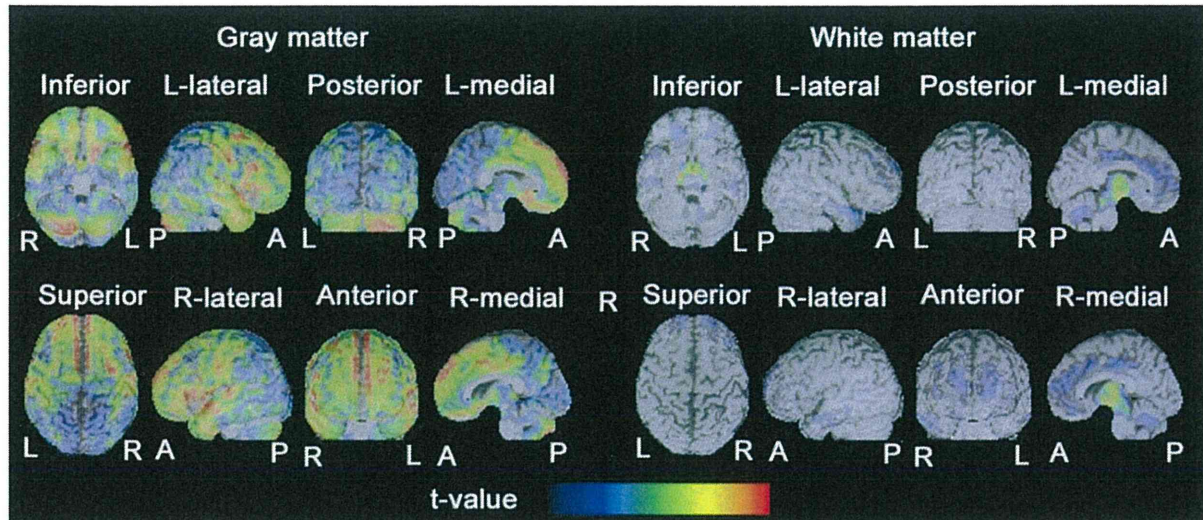 Gray matter
White matter
Inferior L-lateral Posterior L-medial
Inferior L-lateral Posterior L-medial
R L P A L R P A
R L P A L R P A
Superior R-lateral Anterior R-medial
R Superior R-lateral Anterior R-medial
L R A P R L A P
L R A P R L A P
t-value